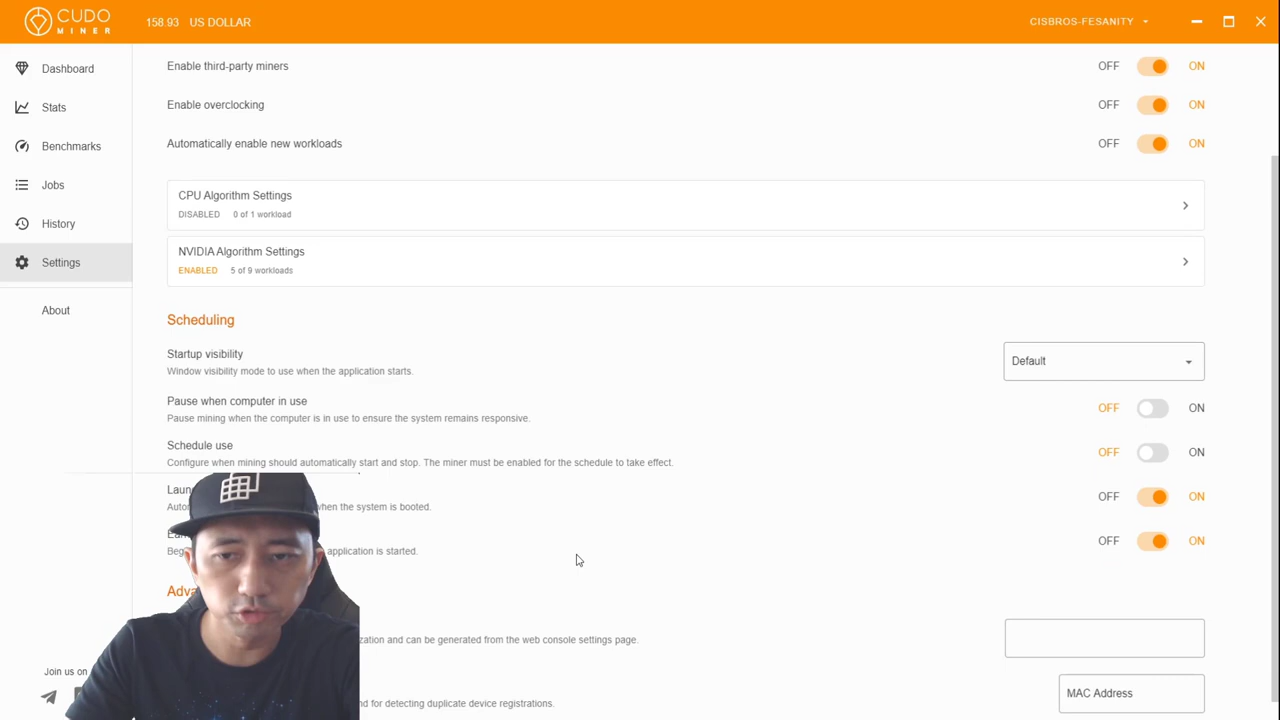 CUDO
MINER
158.93 US DOLLAR
CISBROS-FESANITY
Dashboard
Stats
Benchmarks
Jobs
History
Settings
About
Join us on
Enable third-party miners
OFF ON
Enable overclocking
OFF ON
Automatically enable new workloads
OFF ON
CPU Algorithm Settings
DISABLED 0 of 1 workload
NVIDIA Algorithm Settings
ENABLED 5 of 9 workloads
Scheduling
Startup visibility
Window visibility mode to use when the application starts.
Default
Pause when computer in use
Pause mining when the computer is in use to ensure the system remains responsive.
OFF ON
Schedule use
Configure when mining should automatically start and stop. The miner must be enabled for the schedule to take effect.
OFF ON
when the system is booted.
OFF ON
application is started.
OFF ON
and can be generated from the web console settings page.
for detecting duplicate device registrations.
MAC Address